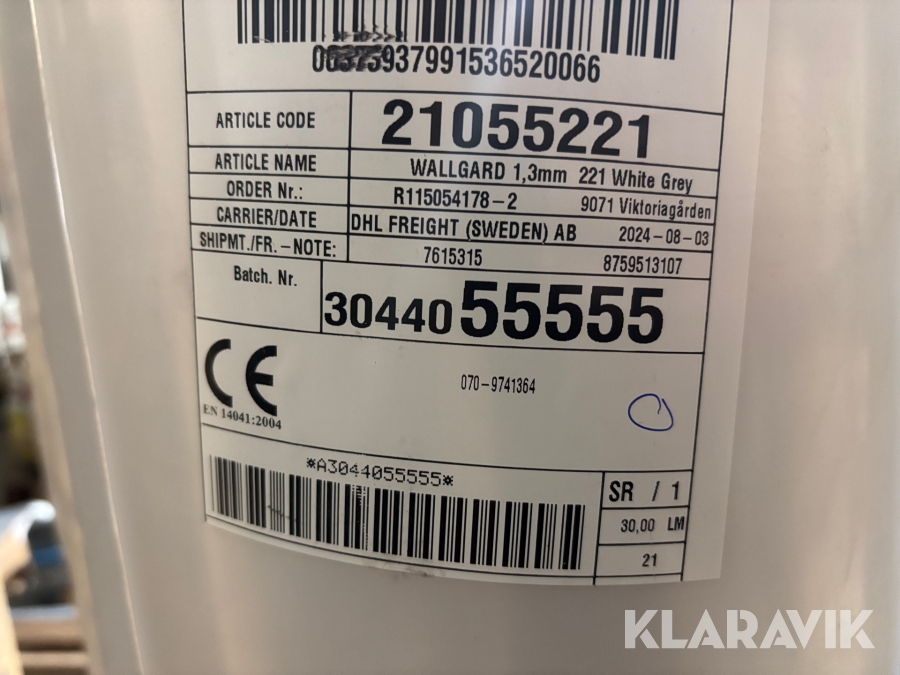 937991536520066
ARTICLE CODE 21055221
ARTICLE NAME WALLGARD 1,3mm 221 White Grey
ORDER Nr.: R115054178-2 9071 Viktoriagården
CARRIER/DATE DHL FREIGHT (SWEDEN) AB 2024-08-03
SHIPMT./FR.-NOTE: 7615315 8759513107
Batch. Nr. 3044055555
CE
EN 14041:2004
070-9741364
*A3044055555*
SR / 1
30,00 LM
21
KLARAVIK